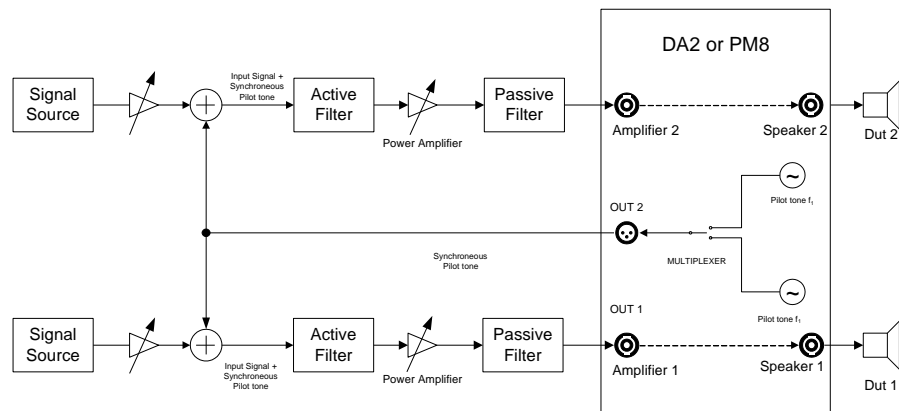 DA2 or PM8
Signal
Source
Input Signal +
Synchroneous
Pilot tone
Active
Filter
Power Amplifier
Passive
Filter
Amplifier 2
Speaker 2
Dut 2
Pilot tone f₁
OUT 2
MULTIPLEXER
Synchroneous
Pilot tone
Pilot tone f₁
OUT 1
Signal
Source
Input Signal +
Synchroneous
Pilot tone
Active
Filter
Power Amplifier
Passive
Filter
Amplifier 1
Speaker 1
Dut 1